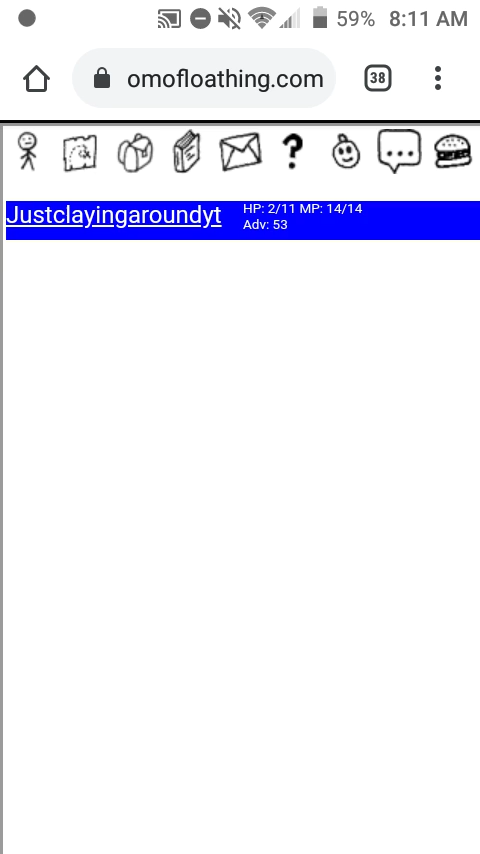 59% 8:11 AM
omofloathing.com 38
?
...
Justclayingaroundyt
HP: 2/11 MP: 14/14
Adv: 53